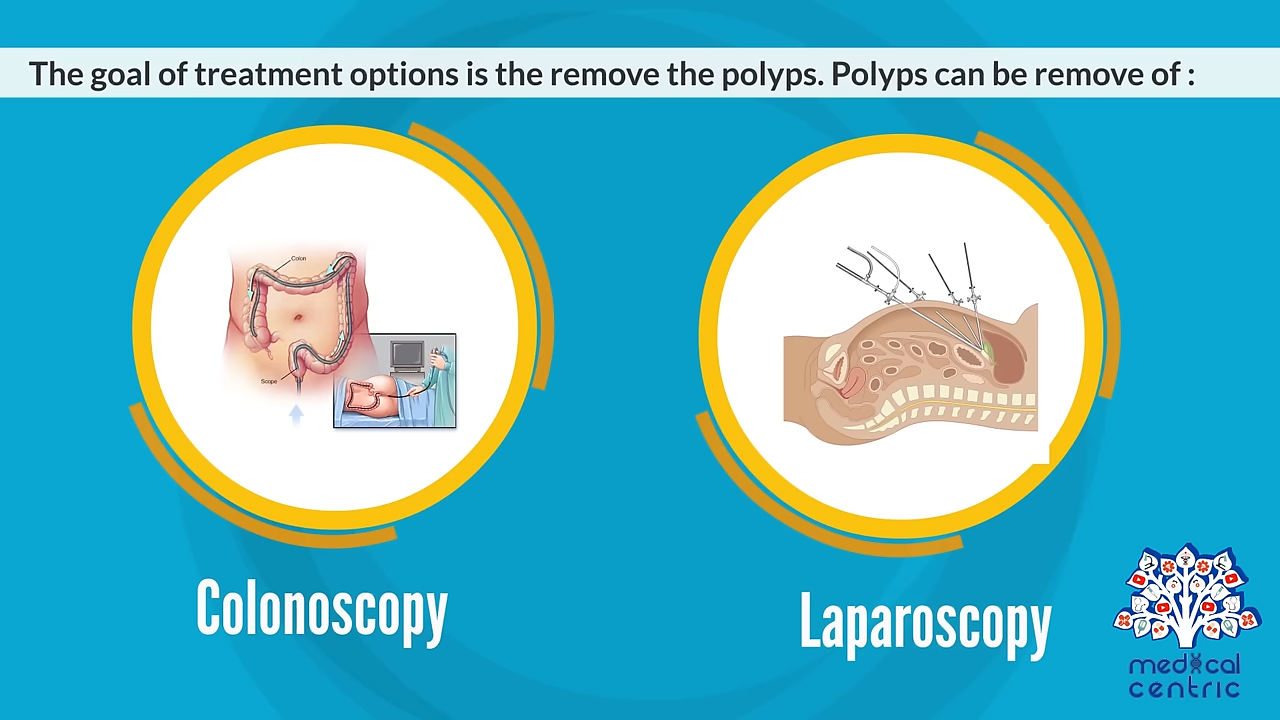 The goal of treatment options is the remove the polyps. Polyps can be remove of :
Colon
Scope
Colonoscopy
Laparoscopy
medical
centric